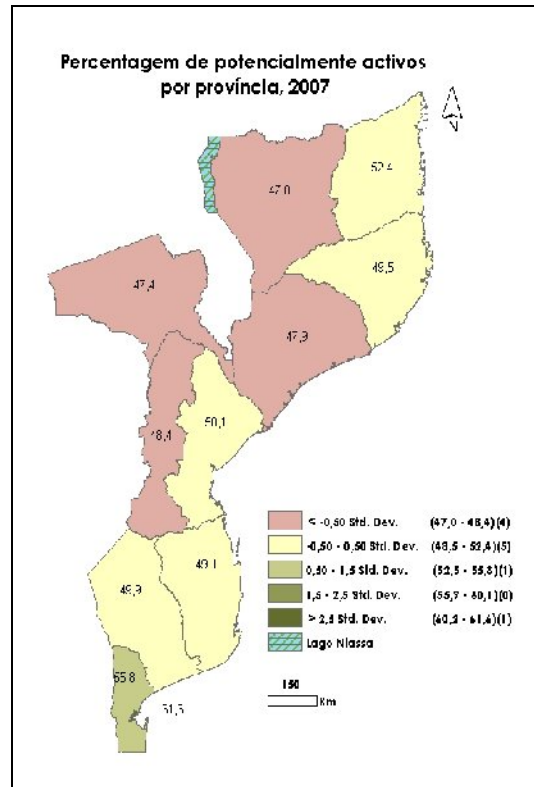 Percentagem de potencialmente activos
por província, 2007
52,4
47,0
49,5
47,4
47,9
50,1
48,4
49,1
49,9
55,8
< -0,50 Std. Dev. (47,0 - 48,4)(4)
-0,50 - 0,50 Std. Dev. (48,5 - 52,4)(5)
0,50 - 1,5 Std. Dev. (52,5 - 55,8)(1)
1,5 - 2,5 Std. Dev. (55,7 - 60,1)(0)
> 2,5 Std. Dev. (60,2 - 61,6)(1)
Lago Niassa
150
Km